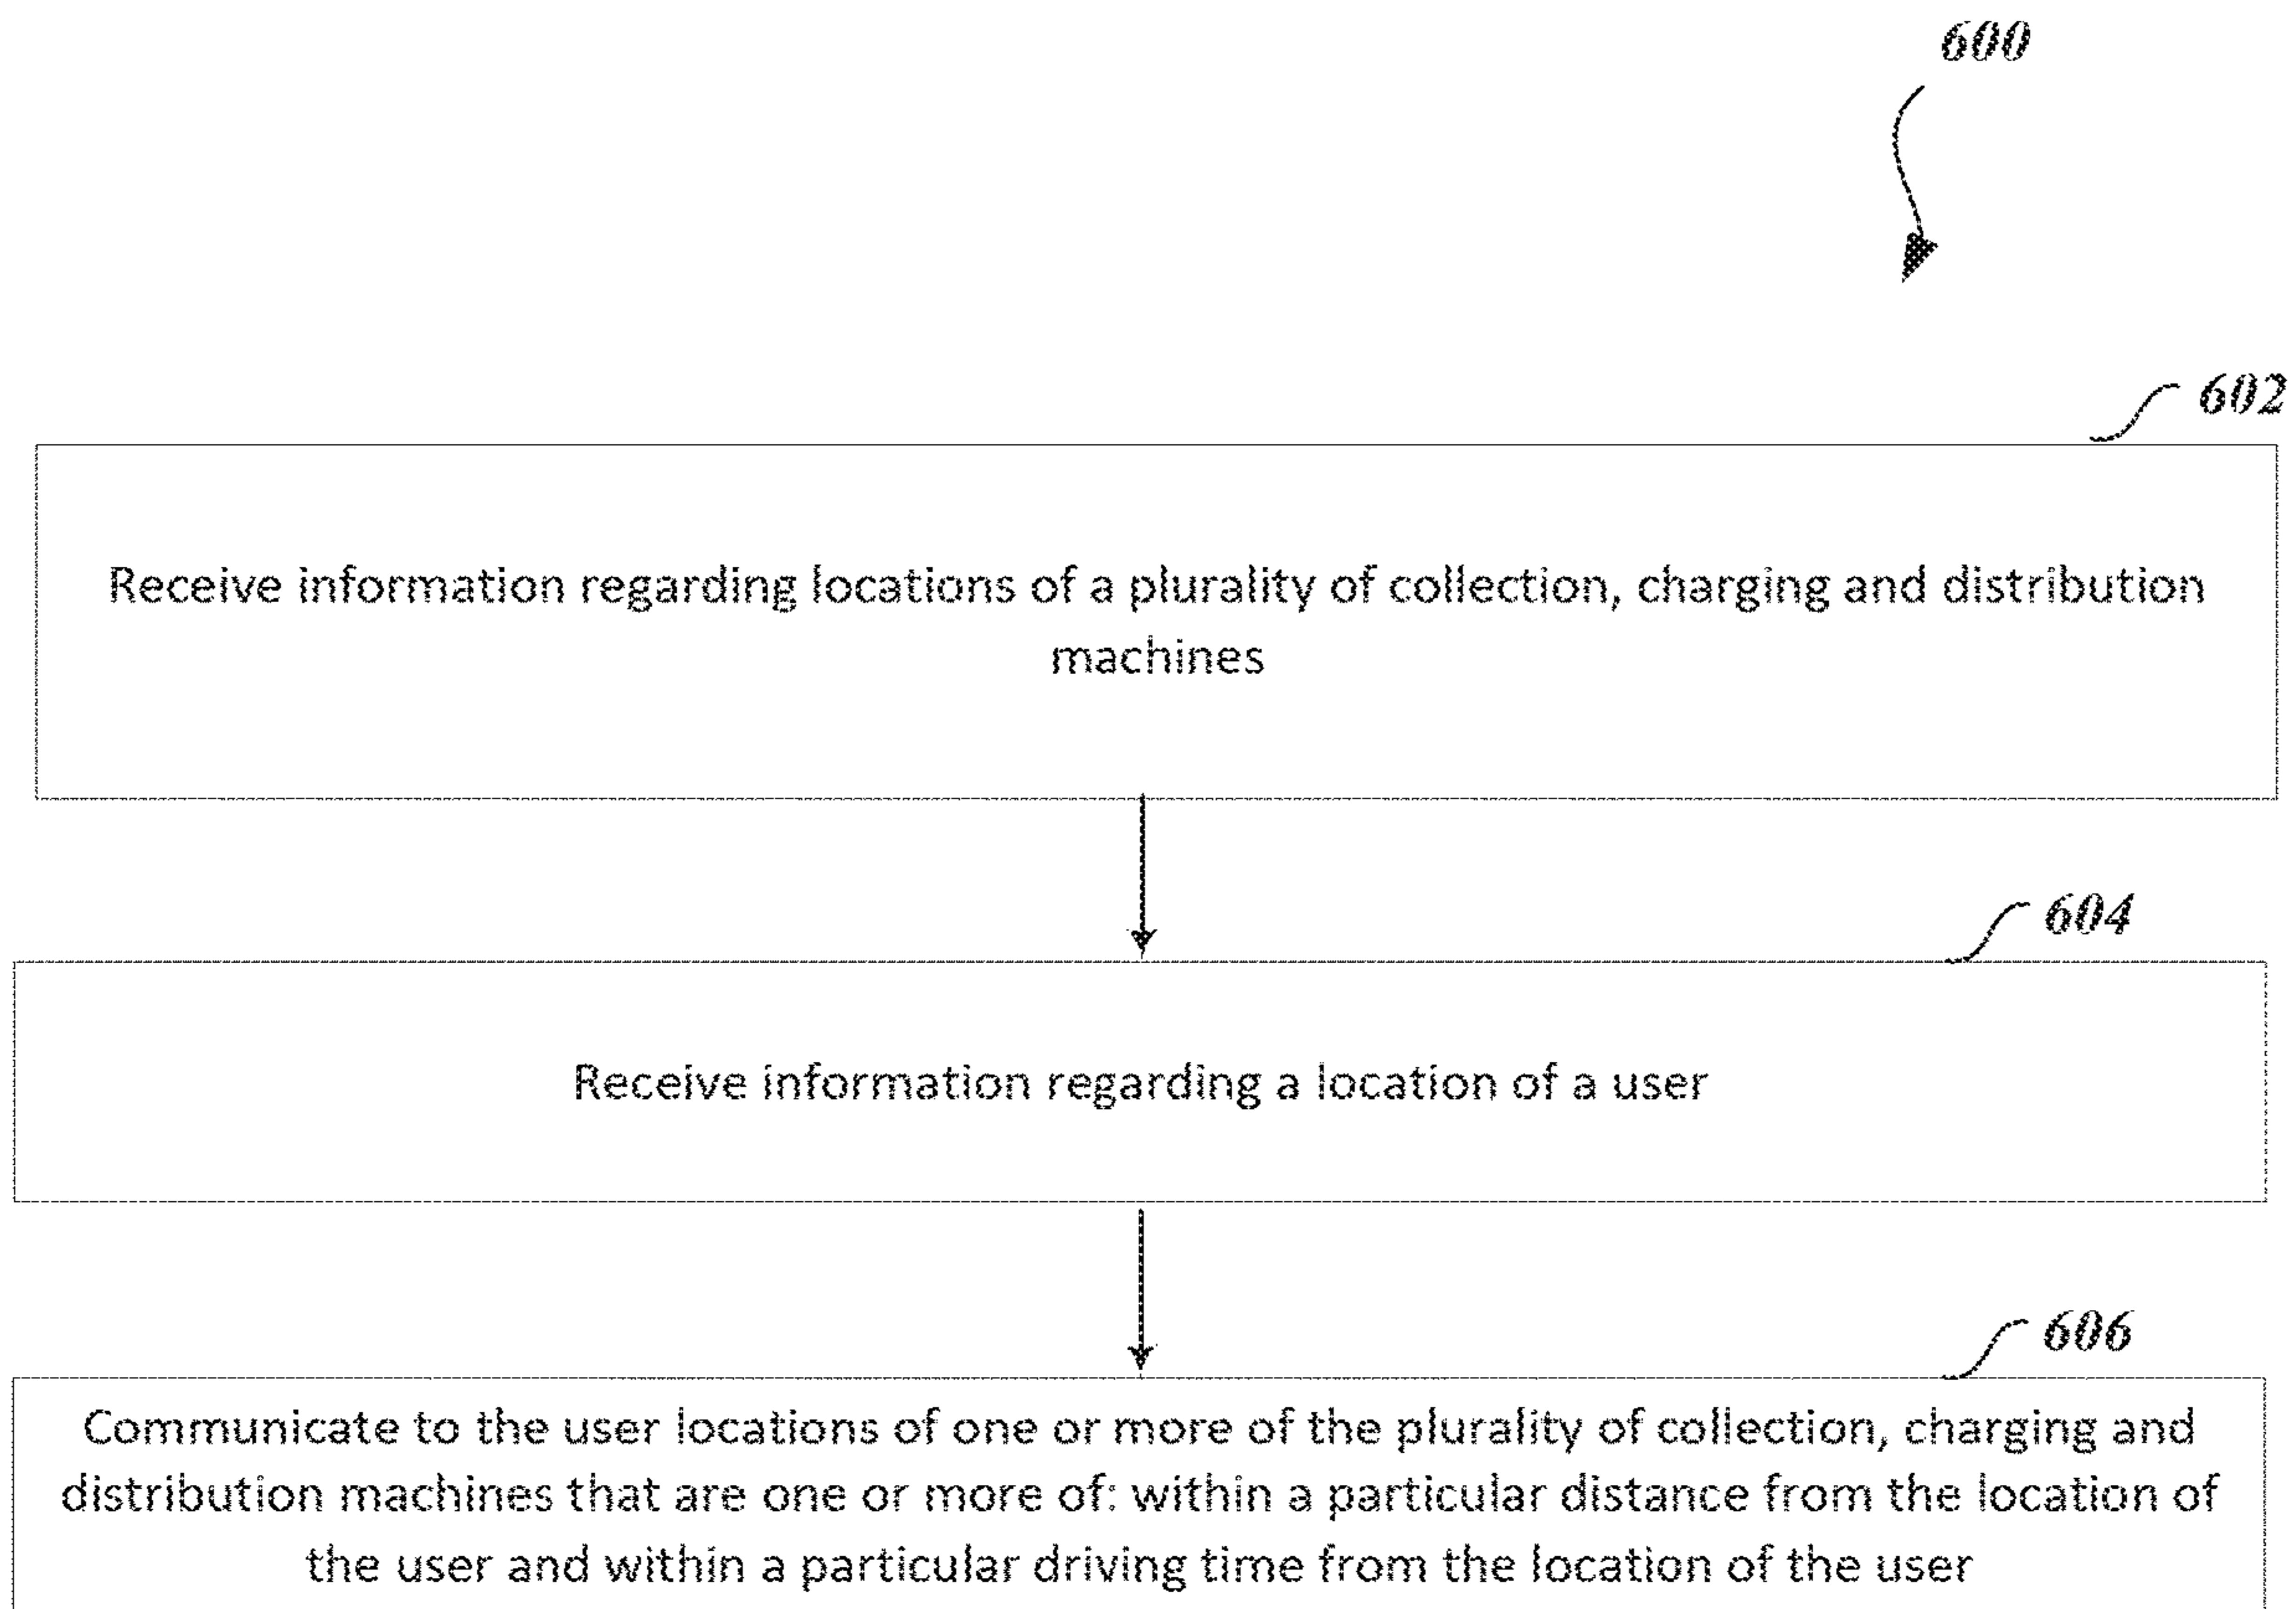 600
602
Receive information regarding locations of a plurality of collection, charging and distribution
machines
604
Receive information regarding a location of a user
606
Communicate to the user locations of one or more of the plurality of collection, charging and
distribution machines that are one or more of: within a particular distance from the location of
the user and within a particular driving time from the location of the user